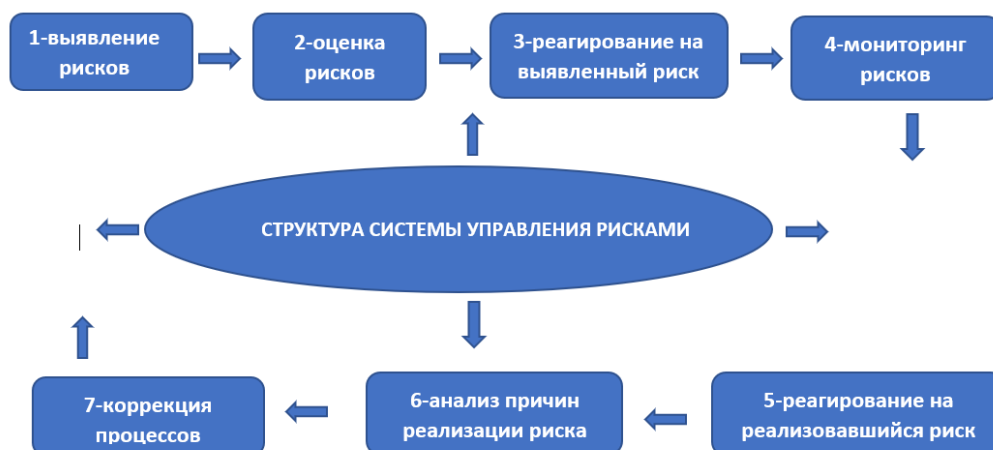 1-выявление
рисков
2-оценка
рисков
3-реагирование на
выявленный риск
4-мониторинг
рисков
СТРУКТУРА СИСТЕМЫ УПРАВЛЕНИЯ РИСКАМИ
7-коррекция
процессов
6-анализ причин
реализации риска
5-реагирование на
реализовавшийся риск